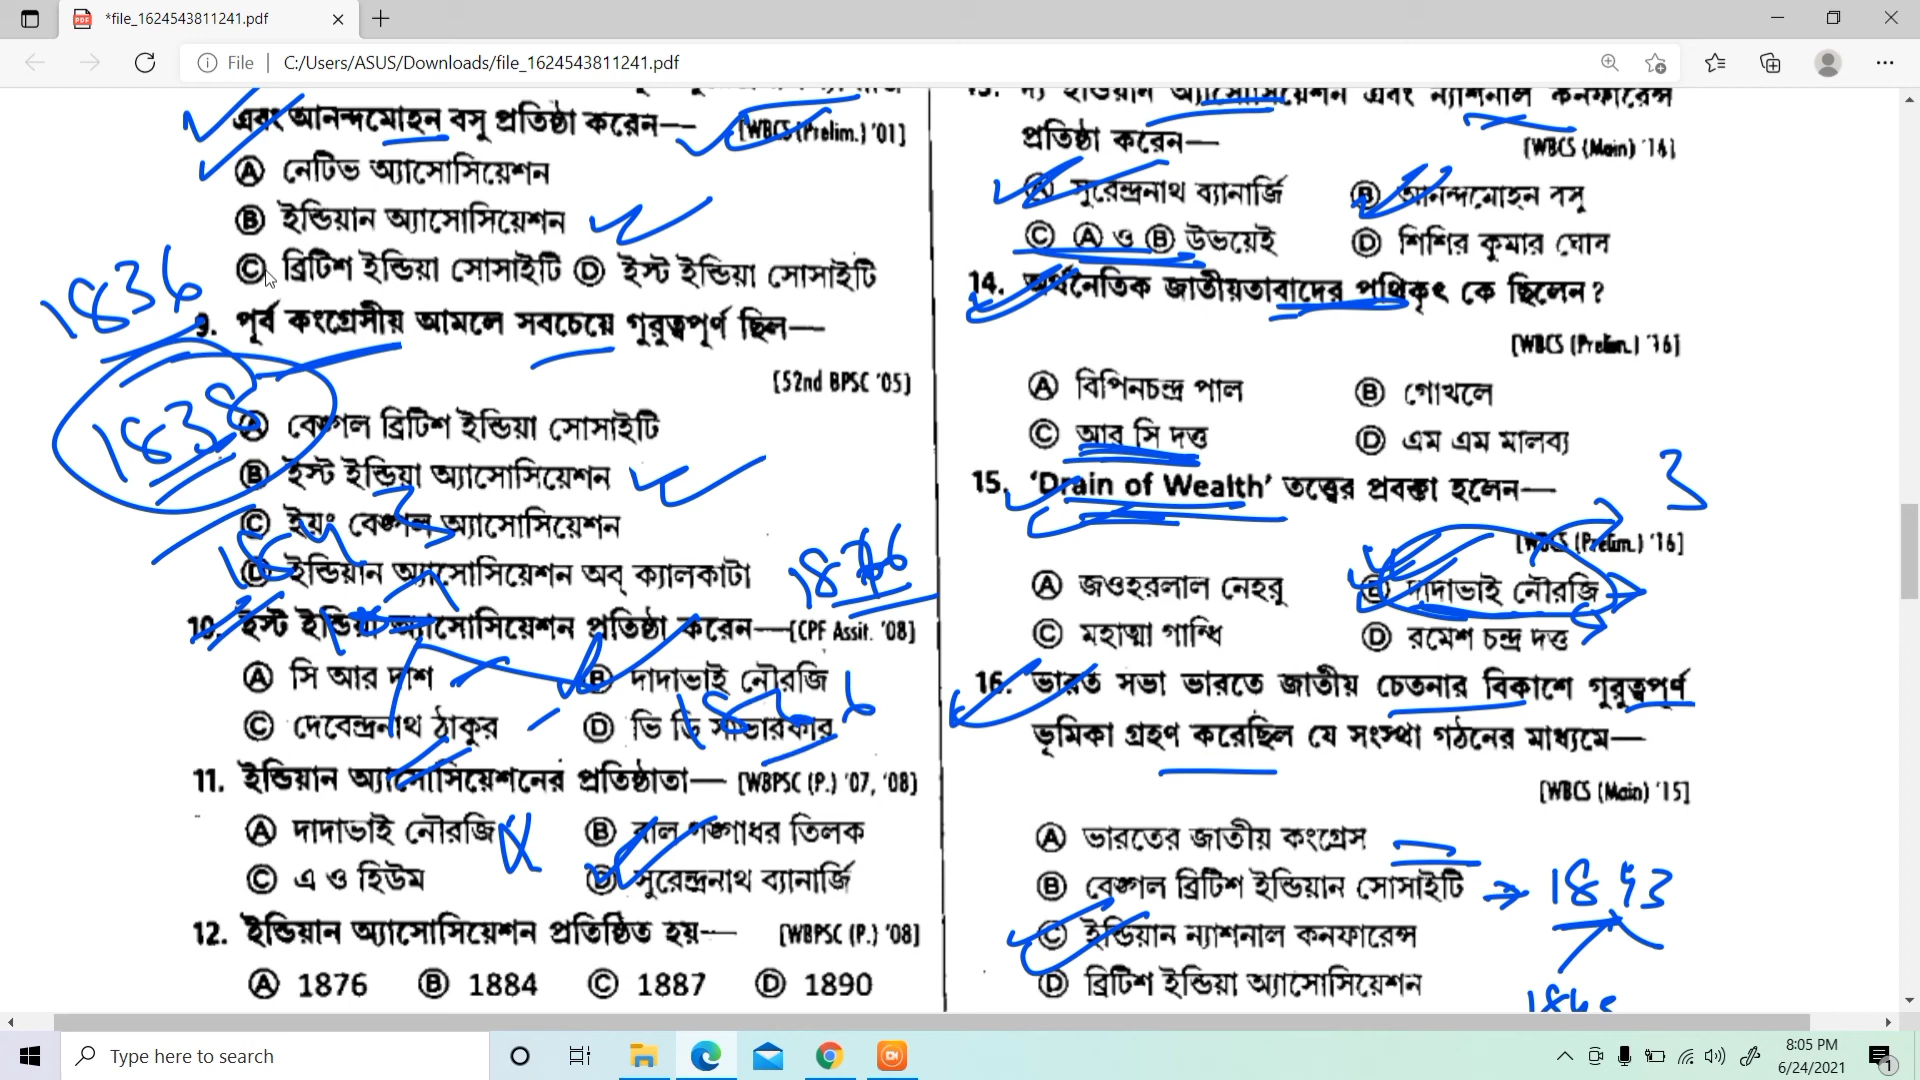 *file_1624543811241.pdf
File
C:/Users/ASUS/Downloads/file_1624543811241.pdf
এবং আনন্দমোহন বসু প্রতিষ্ঠা করেন— [WBCS (Prelim.) '01]
Ⓐ নেটিভ অ্যাসোসিয়েশন
Ⓑ ইন্ডিয়ান অ্যাসোসিয়েশন
Ⓒ ব্রিটিশ ইন্ডিয়া সোসাইটি Ⓓ ইস্ট ইন্ডিয়া সোসাইটি
1836
9. পূর্ব কংগ্রেসীয় আমলে সবচেয়ে গুরুত্বপূর্ণ ছিল—
[52nd BPSC '05]
1838
Ⓐ বেঙ্গল ব্রিটিশ ইন্ডিয়া সোসাইটি
Ⓑ ইস্ট ইন্ডিয়া অ্যাসোসিয়েশন
Ⓒ ইয়ং বেঙ্গল অ্যাসোসিয়েশন
Ⓓ ইন্ডিয়ান অ্যাসোসিয়েশন অব্ ক্যালকাটা
10. ইস্ট ইন্ডিয়া অ্যাসোসিয়েশন প্রতিষ্ঠা করেন—[CPF Assit. '08]
Ⓐ সি আর দাশ Ⓑ দাদাভাই নৌরজি
Ⓒ দেবেন্দ্রনাথ ঠাকুর Ⓓ ভি ডি সাভারকার
11. ইন্ডিয়ান অ্যাসোসিয়েশনের প্রতিষ্ঠাতা— [WBPSC (P.) '07, '08]
Ⓐ দাদাভাই নৌরজি Ⓑ বাল গঙ্গাধর তিলক
Ⓒ এ ও হিউম Ⓓ সুরেন্দ্রনাথ ব্যানার্জি
12. ইন্ডিয়ান অ্যাসোসিয়েশন প্রতিষ্ঠিত হয়— [WBPSC (P.) '08]
Ⓐ 1876 Ⓑ 1884 Ⓒ 1887 Ⓓ 1890
13. দ্য ইন্ডিয়ান অ্যাসোসিয়েশন এবং ন্যাশনাল কনফারেন্স
প্রতিষ্ঠা করেন— [WBCS (Main) '14]
Ⓐ সুরেন্দ্রনাথ ব্যানার্জি Ⓑ আনন্দমোহন বসু
Ⓒ Ⓐ ও Ⓑ উভয়েই Ⓓ শিশির কুমার ঘোষ
14. অর্থনৈতিক জাতীয়তাবাদের পথিকৃৎ কে ছিলেন?
[WBCS (Prelim.) '16]
Ⓐ বিপিনচন্দ্র পাল Ⓑ গোখলে
Ⓒ আর সি দত্ত Ⓓ এম এম মালব্য
15. 'Drain of Wealth' তত্ত্বের প্রবক্তা হলেন—
[WBCS (Prelim.) '16]
Ⓐ জওহরলাল নেহরু Ⓑ দাদাভাই নৌরজি
Ⓒ মহাত্মা গান্ধি Ⓓ রমেশ চন্দ্র দত্ত
16. ভারত সভা ভারতে জাতীয় চেতনার বিকাশে গুরুত্বপূর্ণ
ভূমিকা গ্রহণ করেছিল যে সংস্থা গঠনের মাধ্যমে—
[WBCS (Main) '15]
Ⓐ ভারতের জাতীয় কংগ্রেস
Ⓑ বেঙ্গল ব্রিটিশ ইন্ডিয়ান সোসাইটি → 1843
Ⓒ ইন্ডিয়ান ন্যাশনাল কনফারেন্স
Ⓓ ব্রিটিশ ইন্ডিয়া অ্যাসোসিয়েশন
Type here to search
8:05 PM
6/24/2021